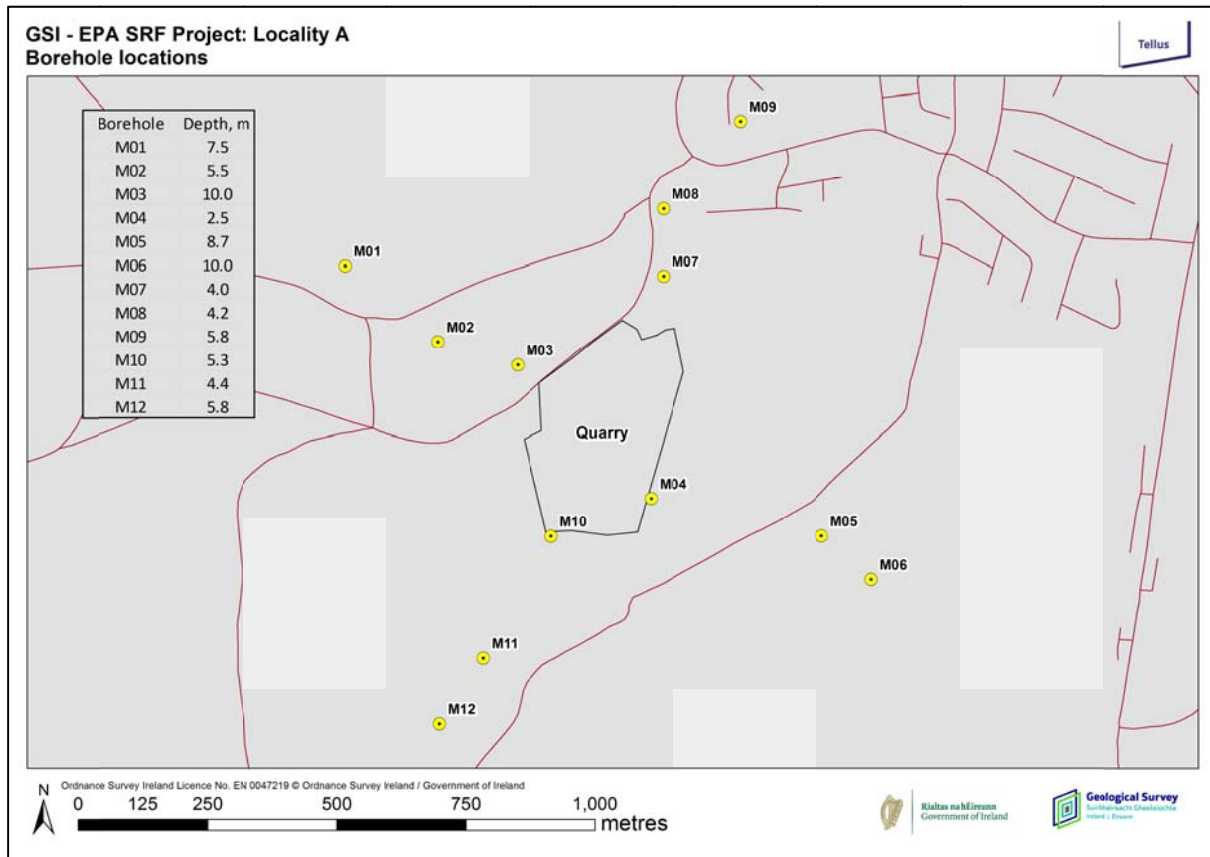 GSI - EPA SRF Project: Locality A
Borehole locations
Tellus
Borehole Depth, m
M01 7.5
M02 5.5
M03 10.0
M04 2.5
M05 8.7
M06 10.0
M07 4.0
M08 4.2
M09 5.8
M10 5.3
M11 4.4
M12 5.8
M09
M08
M01
M07
M02
M03
Quarry
M04
M10
M05
M06
M11
M12
N
Ordnance Survey Ireland Licence No. EN 0047219 © Ordnance Survey Ireland / Government of Ireland
0 125 250 500 750 1,000
metres
Rialtas na hÉireann
Government of Ireland
Geological Survey
Suirbhéireacht Gheolaíochta
Ireland | Éireann